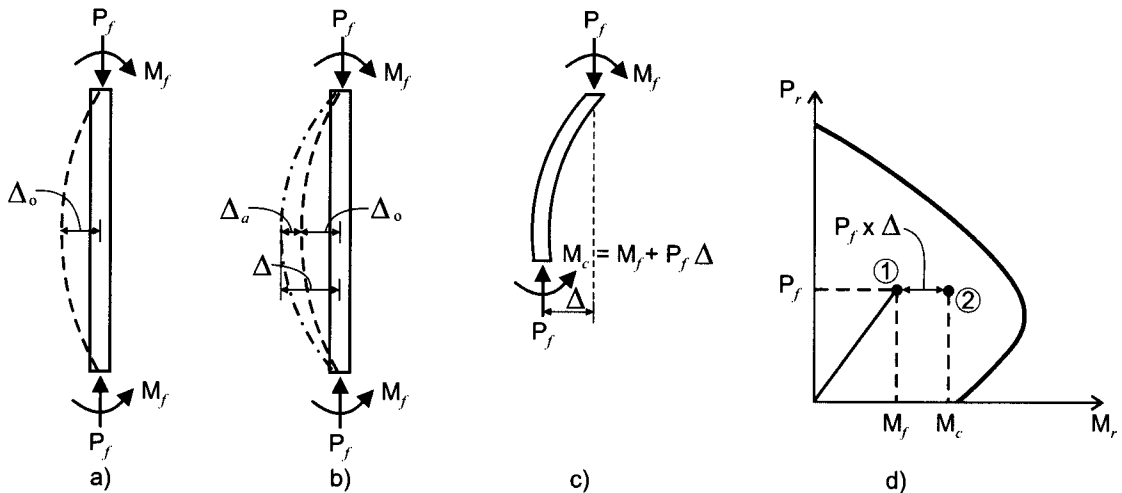 P_f
M_f
Δ_o
M_f
P_f
a)
P_f
M_f
Δ_a
Δ_o
Δ
M_f
P_f
b)
P_f
M_f
M_c = M_f + P_f Δ
Δ
P_f
c)
P_r
P_f x Δ
①
②
P_f
M_f
M_c
M_r
d)